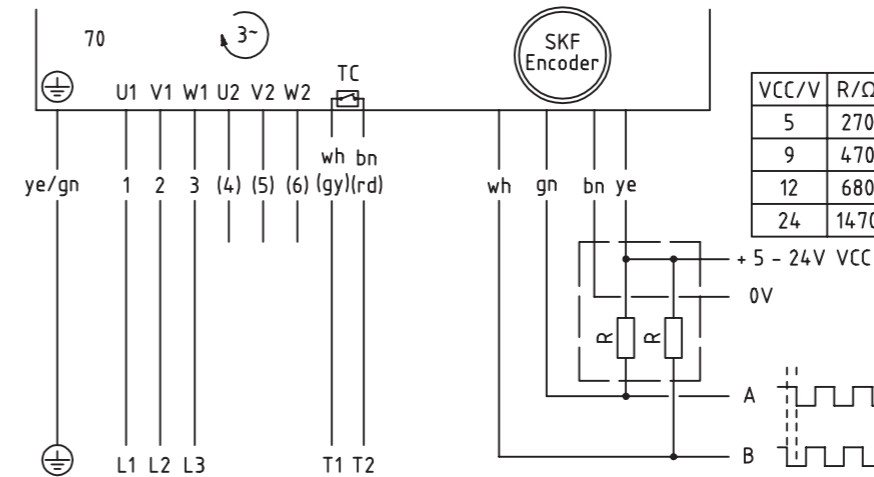 70
3~
SKF
Encoder
TC
U1 V1 W1 U2 V2 W2
VCC/V R/Ω
5 270
9 470
12 680
24 1470
wh bn
ye/gn 1 2 3 (4) (5) (6) (gy)(rd)
wh gn bn ye
+ 5 - 24V VCC
0V
R R
A
B
L1 L2 L3 T1 T2